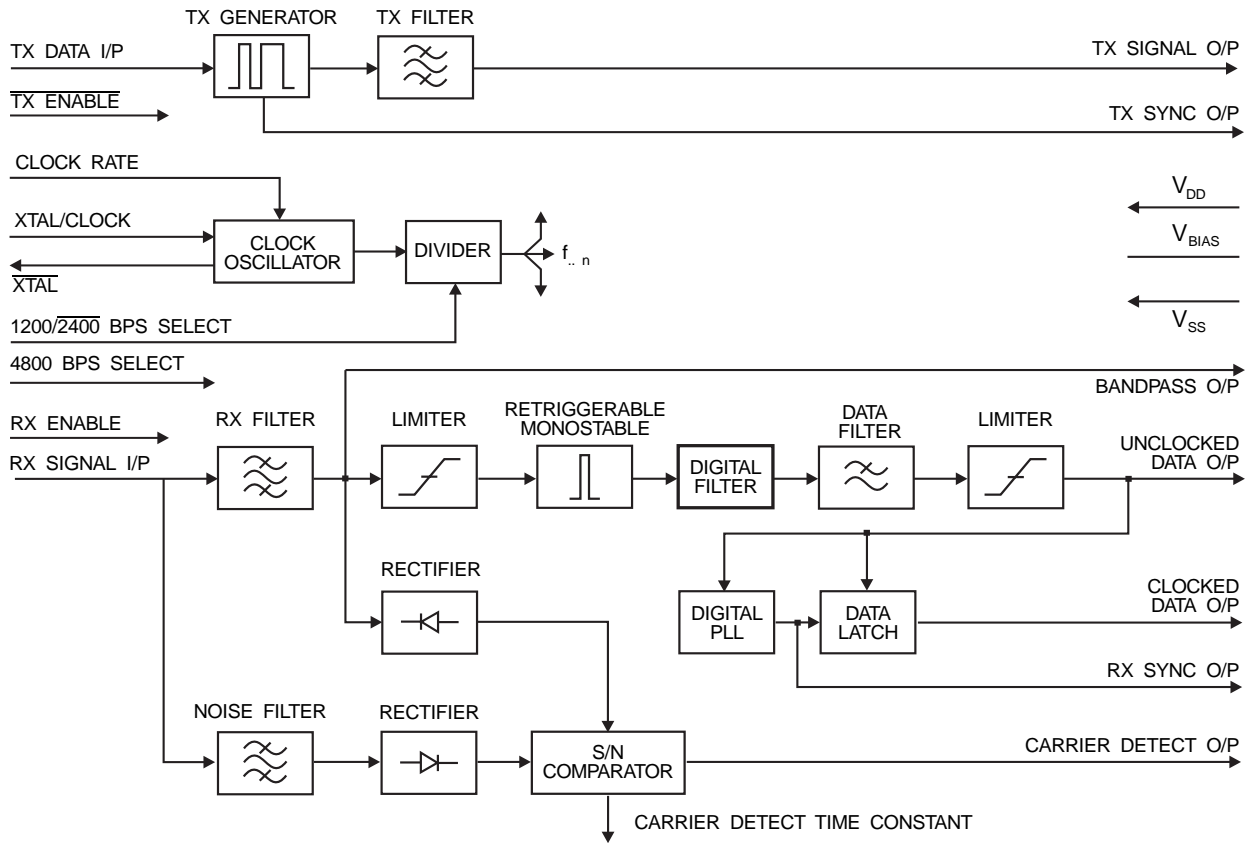 TX GENERATOR
TX FILTER
TX DATA I/P
TX SIGNAL O/P
TX ENABLE
TX SYNC O/P
CLOCK RATE
XTAL/CLOCK
CLOCK
OSCILLATOR
DIVIDER
f.. n
VDD
VBIAS
VSS
XTAL
1200/2400 BPS SELECT
4800 BPS SELECT
BANDPASS O/P
RX ENABLE
RX FILTER
LIMITER
RETRIGGERABLE
MONOSTABLE
DATA
FILTER
LIMITER
UNCLOCKED
DATA O/P
RX SIGNAL I/P
DIGITAL
FILTER
RECTIFIER
DIGITAL
PLL
DATA
LATCH
CLOCKED
DATA O/P
RX SYNC O/P
NOISE FILTER
RECTIFIER
S/N
COMPARATOR
CARRIER DETECT O/P
CARRIER DETECT TIME CONSTANT